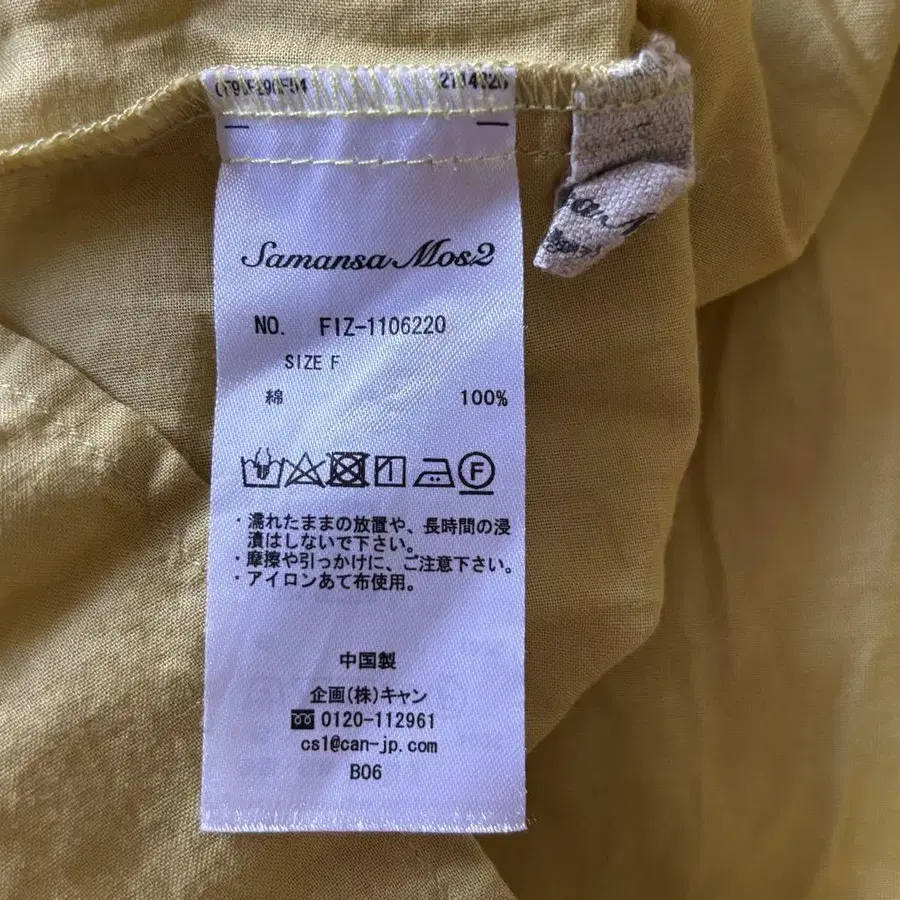 Samansa Mos2
NO. FIZ-1106220
SIZE F
綿 100%
F
・濡れたままの放置や、長時間の浸
漬はしないで下さい。
・摩擦や引っかけに、ご注意下さい。
・アイロンあて布使用。
中国製
企画(株)キャン
0120-112961
cs1@can-jp.com
B06